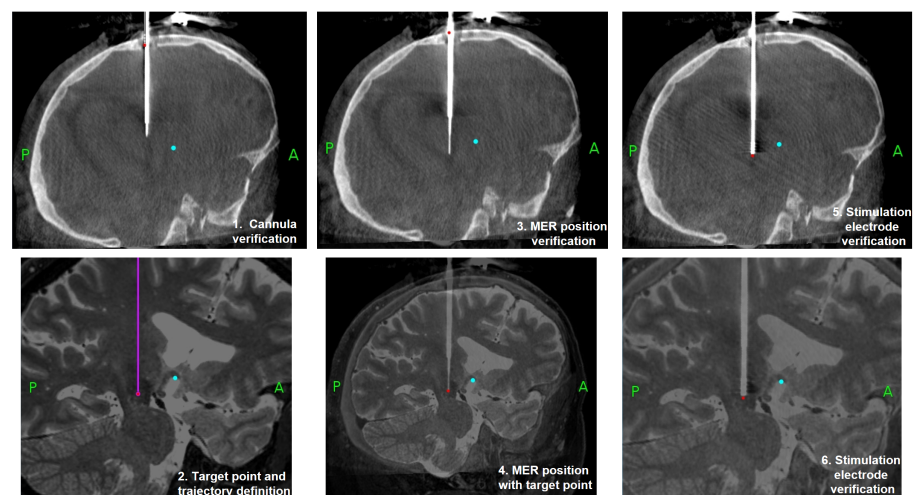 P
A
1. Cannula
verification
P
A
3. MER position
verification
P
A
5. Stimulation
electrode
verification
P
A
2. Target point and
trajectory definition
P
A
4. MER position
with target point
P
A
6. Stimulation
electrode
verification